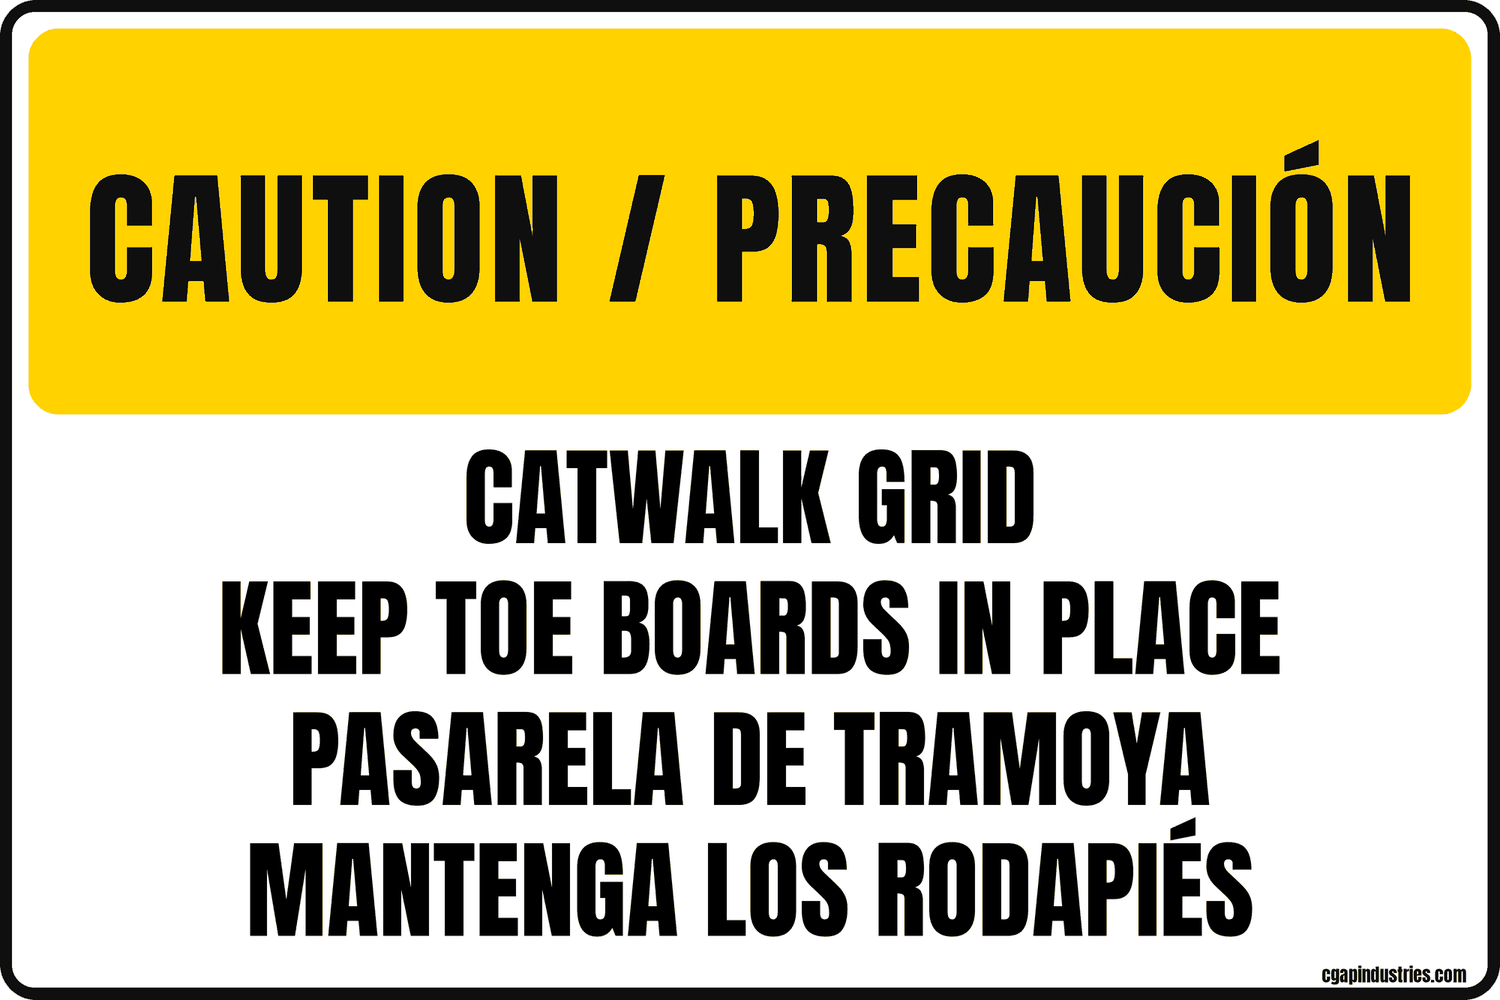 CAUTION / PRECAUCIÓN
CATWALK GRID
KEEP TOE BOARDS IN PLACE
PASARELA DE TRAMOYA
MANTENGA LOS RODAPIÉS
cgapindustries.com